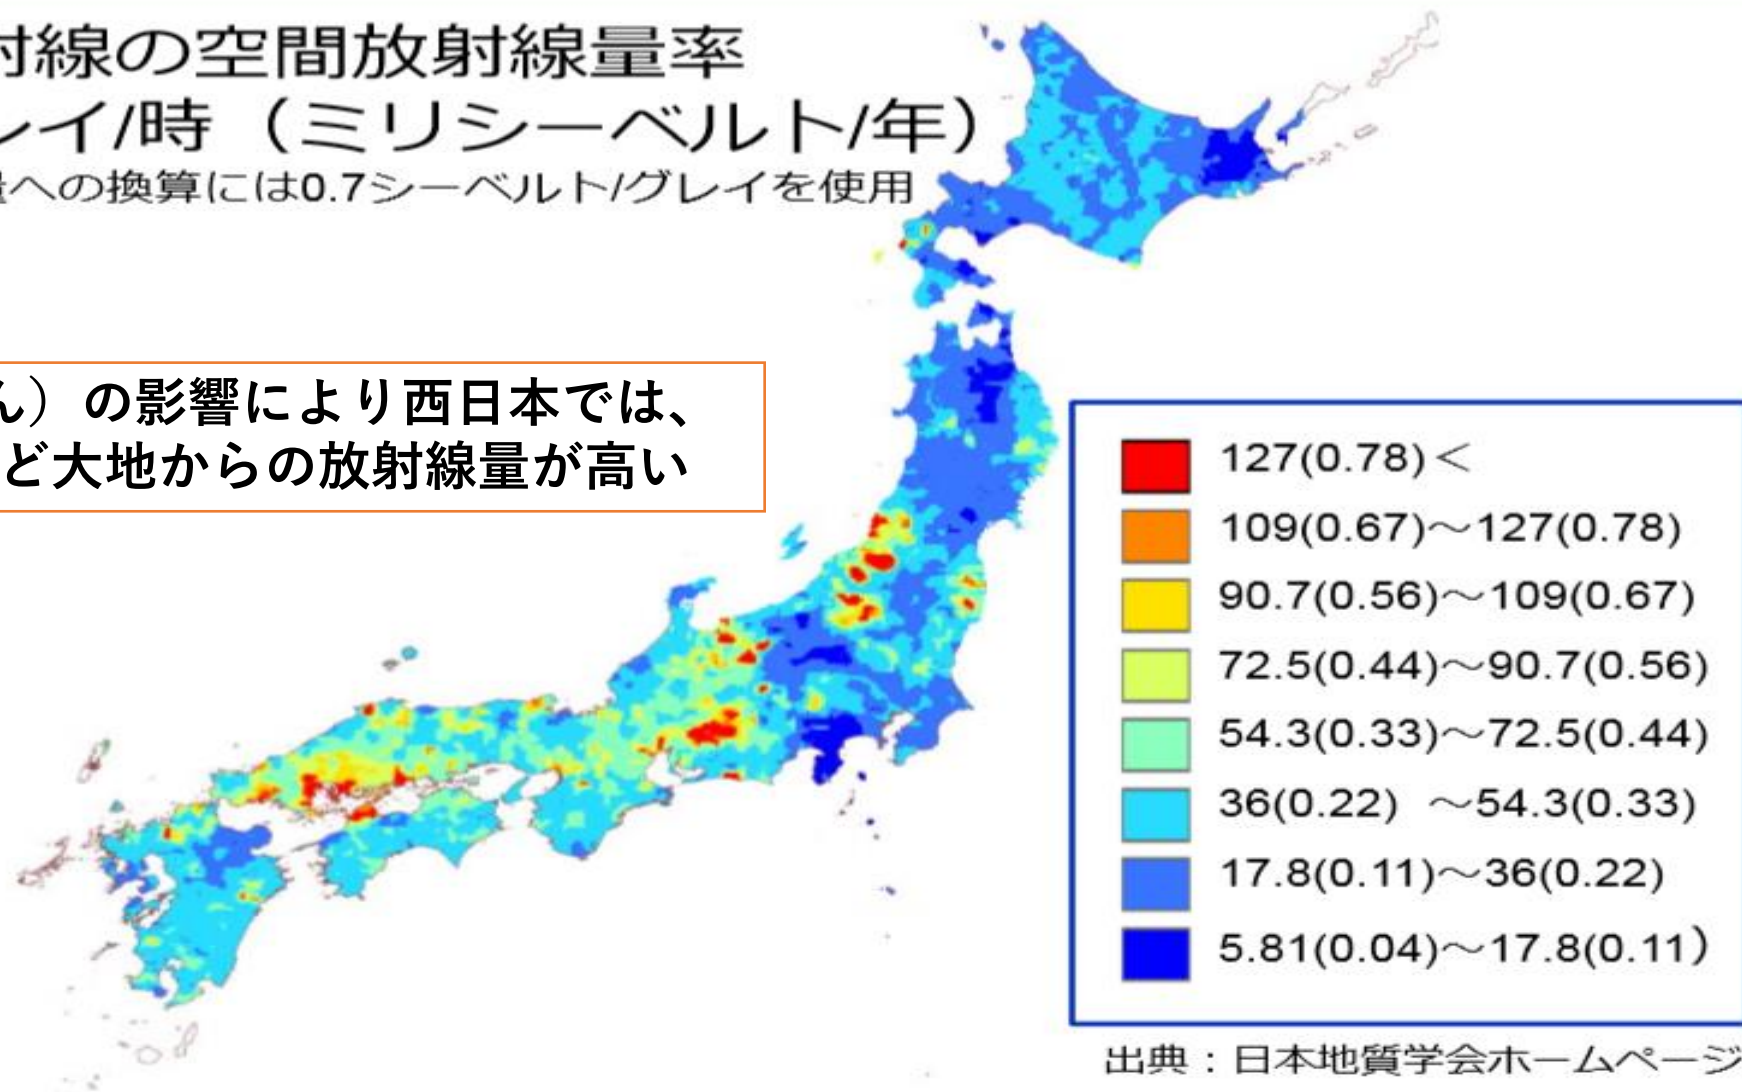 射線の空間放射線量率
レイ/時（ミリシーベルト/年）
量への換算には0.7シーベルト/グレイを使用
ん）の影響により西日本では、
ど大地からの放射線量が高い
127(0.78)＜
109(0.67)～127(0.78)
90.7(0.56)～109(0.67)
72.5(0.44)～90.7(0.56)
54.3(0.33)～72.5(0.44)
36(0.22) ～54.3(0.33)
17.8(0.11)～36(0.22)
5.81(0.04)～17.8(0.11）
出典：日本地質学会ホームページ